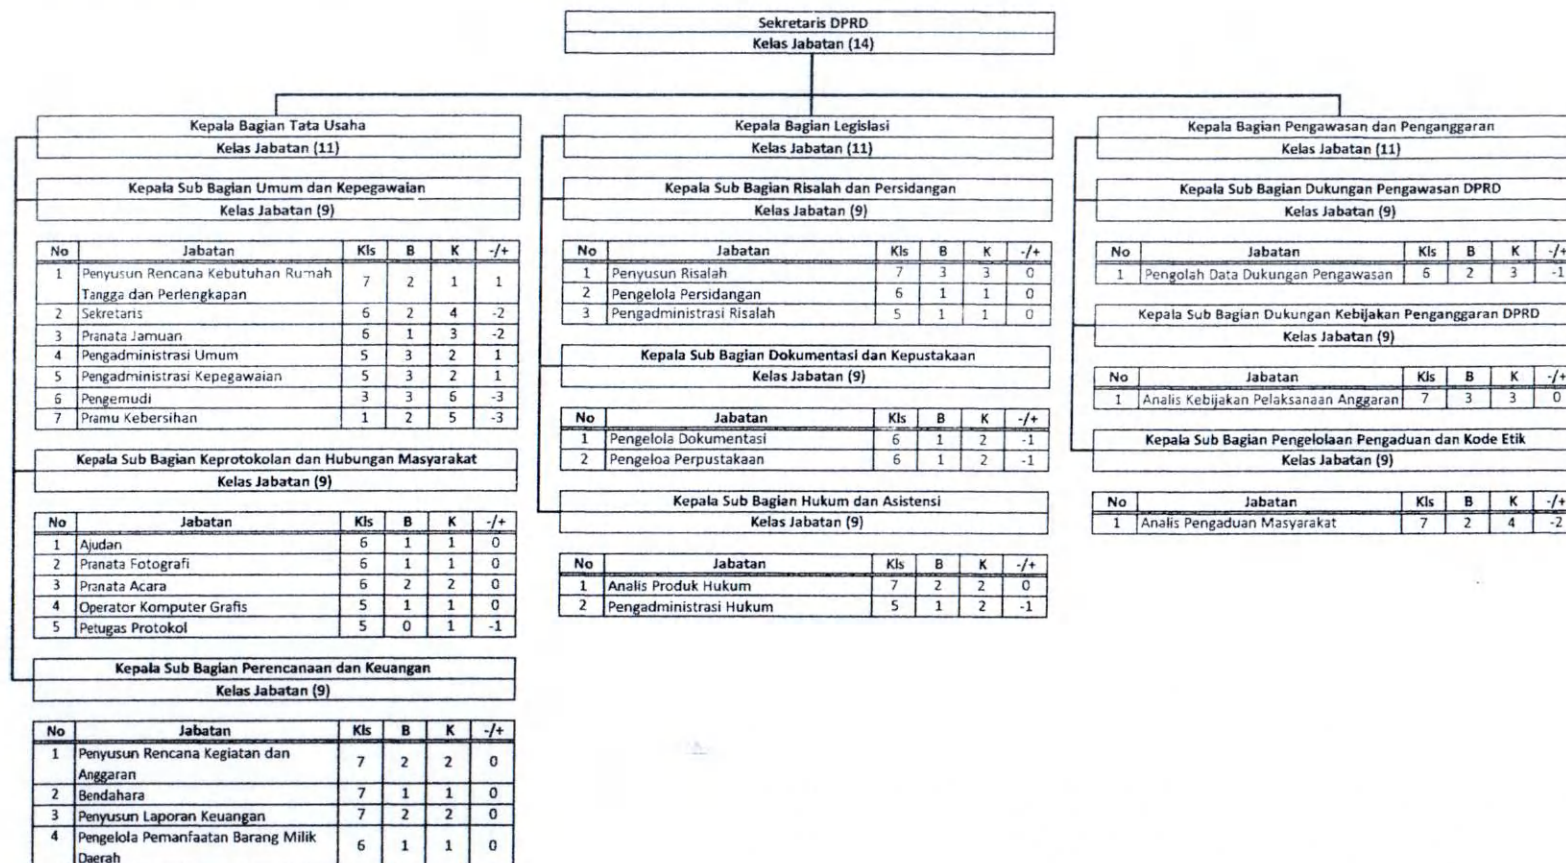 Sekretaris DPRD
Kelas Jabatan (14)
Kepala Bagian Tata Usaha
Kelas Jabatan (11)
Kepala Sub Bagian Umum dan Kepegawaian
Kelas Jabatan (9)
No Jabatan Kls B K -/+
1 Penyusun Rencana Kebutuhan Rumah
Tangga dan Perlengkapan 7 2 1 1
2 Sekretaris 6 2 4 -2
3 Pranata Jamuan 6 1 3 -2
4 Pengadministrasi Umum 5 3 2 1
5 Pengadministrasi Kepegawaian 5 3 2 1
6 Pengemudi 3 3 6 -3
7 Pramu Kebersihan 1 2 5 -3
Kepala Sub Bagian Keprotokolan dan Hubungan Masyarakat
Kelas Jabatan (9)
No Jabatan Kls B K -/+
1 Ajudan 6 1 1 0
2 Pranata Fotografi 6 1 1 0
3 Pranata Acara 6 2 2 0
4 Operator Komputer Grafis 5 1 1 0
5 Petugas Protokol 5 0 1 -1
Kepala Sub Bagian Perencanaan dan Keuangan
Kelas Jabatan (9)
No Jabatan Kls B K -/+
1 Penyusun Rencana Kegiatan dan
Anggaran 7 2 2 0
2 Bendahara 7 1 1 0
3 Penyusun Laporan Keuangan 7 2 2 0
4 Pengelola Pemanfaatan Barang Milik
Daerah 6 1 1 0
Kepala Bagian Legislasi
Kelas Jabatan (11)
Kepala Sub Bagian Risalah dan Persidangan
Kelas Jabatan (9)
No Jabatan Kls B K -/+
1 Penyusun Risalah 7 3 3 0
2 Pengelola Persidangan 6 1 1 0
3 Pengadministrasi Risalah 5 1 1 0
Kepala Sub Bagian Dokumentasi dan Kepustakaan
Kelas Jabatan (9)
No Jabatan Kls B K -/+
1 Pengelola Dokumentasi 6 1 2 -1
2 Pengeloa Perpustakaan 6 1 2 -1
Kepala Sub Bagian Hukum dan Asistensi
Kelas Jabatan (9)
No Jabatan Kls B K -/+
1 Analis Produk Hukum 7 2 2 0
2 Pengadministrasi Hukum 5 1 2 -1
Kepala Bagian Pengawasan dan Penganggaran
Kelas Jabatan (11)
Kepala Sub Bagian Dukungan Pengawasan DPRD
Kelas Jabatan (9)
No Jabatan Kls B K -/+
1 Pengolah Data Dukungan Pengawasan 6 2 3 -1
Kepala Sub Bagian Dukungan Kebijakan Penganggaran DPRD
Kelas Jabatan (9)
No Jabatan Kls B K -/+
1 Analis Kebijakan Pelaksanaan Anggaran 7 3 3 0
Kepala Sub Bagian Pengelolaan Pengaduan dan Kode Etik
Kelas Jabatan (9)
No Jabatan Kls B K -/+
1 Analis Pengaduan Masyarakat 7 2 4 -2